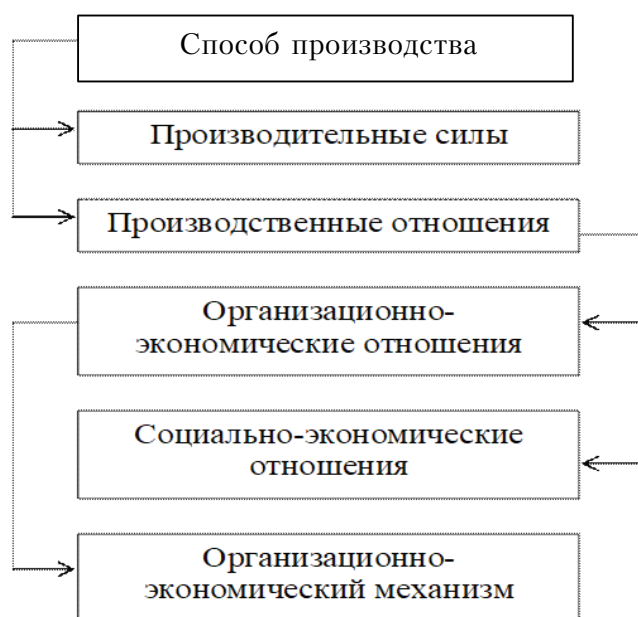 Способ производства
Производительные силы
Производственные отношения
Организационно-
экономические отношения
Социально-экономические
отношения
Организационно-
экономический механизм